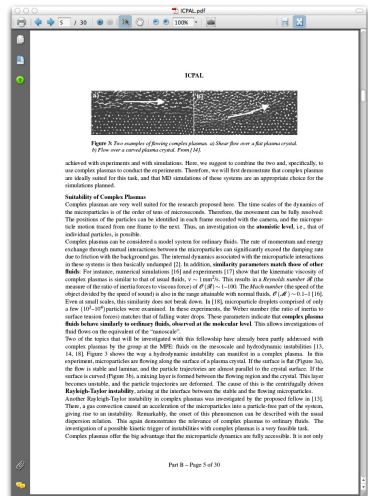 ICPAL.pdf
5 / 30
100%
ICPAL
a) b)
Figure 3: Two examples of flowing complex plasmas. a) Shear flow over a flat plasma crystal.
b) Flow over a curved plasma crystal. From [14].
achieved with experiments and with simulations. Here, we suggest to combine the two and, specifically, to
use complex plasmas to conduct the experiments. Therefore, we will first demonstrate that complex plasmas
are ideally suited for this task, and that MD simulations of these systems are an appropriate choice for the
simulations planned.
Suitability of Complex Plasmas
Complex plasmas are very well suited for the research proposed here. The time scales of the dynamics of
the microparticles is of the order of tens of microseconds. Therefore, the movement can be fully resolved:
The positions of the particles can be identified in each frame recorded with the camera, and the micropar-
ticle motion traced from one frame to the next. Thus, an investigation on the atomistic level, i.e., that of
individual particles, is possible.
Complex plasmas can be considered a model system for ordinary fluids. The rate of momentum and energy
exchange through mutual interactions between the microparticles can significantly exceed the damping rate
due to friction with the background gas. The internal dynamics associated with the microparticle interactions
in these systems is then basically undamped [2]. In addition, similarity parameters match those of other
fluids: For instance, numerical simulations [16] and experiments [17] show that the kinematic viscosity of
complex plasmas is similar to that of usual fluids, ν ~ 1mm²/s. This results in a Reynolds number ℛ (the
measure of the ratio of inertia forces to viscous forces) of 𝒪(ℛ) ~ 1–100. The Mach number (the speed of the
object divided by the speed of sound) is also in the range attainable with normal fluids, 𝒪(ℳ) ~ 0.1–1 [16].
Even at small scales, this similarity does not break down. In [18], microparticle droplets comprised of only
a few (10²–10⁴) particles were examined. In these experiments, the Weber number (the ratio of inertia to
surface tension forces) matches that of falling water drops. These parameters indicate that complex plasma
fluids behave similarly to ordinary fluids, observed at the molecular level. This allows investigations of
fluid flows on the equivalent of the "nanoscale".
Two of the topics that will be investigated with this fellowship have already been partly addressed with
complex plasmas by the group at the MPE: fluids on the mesoscale and hydrodynamic instabilities [13,
14, 18]. Figure 3 shows the way a hydrodynamic instability can manifest in a complex plasma. In this
experiment, microparticles are flowing along the surface of a plasma crystal. If the surface is flat (Figure 3a),
the flow is stable and laminar, and the particle trajectories are almost parallel to the crystal surface. If the
surface is curved (Figure 3b), a mixing layer is formed between the flowing region and the crystal. This layer
becomes unstable, and the particle trajectories are deformed. The cause of this is the centrifugally driven
Rayleigh-Taylor instability, arising at the interface between the stable and the flowing microparticles.
Another Rayleigh-Taylor instability in complex plasmas was investigated by the proposed fellow in [13].
There, a gas convection caused an acceleration of the microparticles into a particle-free part of the system,
giving rise to an instability. Remarkably, the onset of this phenomenon can be described with the usual
dispersion relation. This again demonstrates the relevance of complex plasmas to ordinary fluids. The
investigation of a possible kinetic trigger of instabilities with complex plasmas is a very feasible task.
Complex plasmas offer the big advantage that the microparticle dynamics are fully accessible. It is not only
Part B – Page 5 of 30